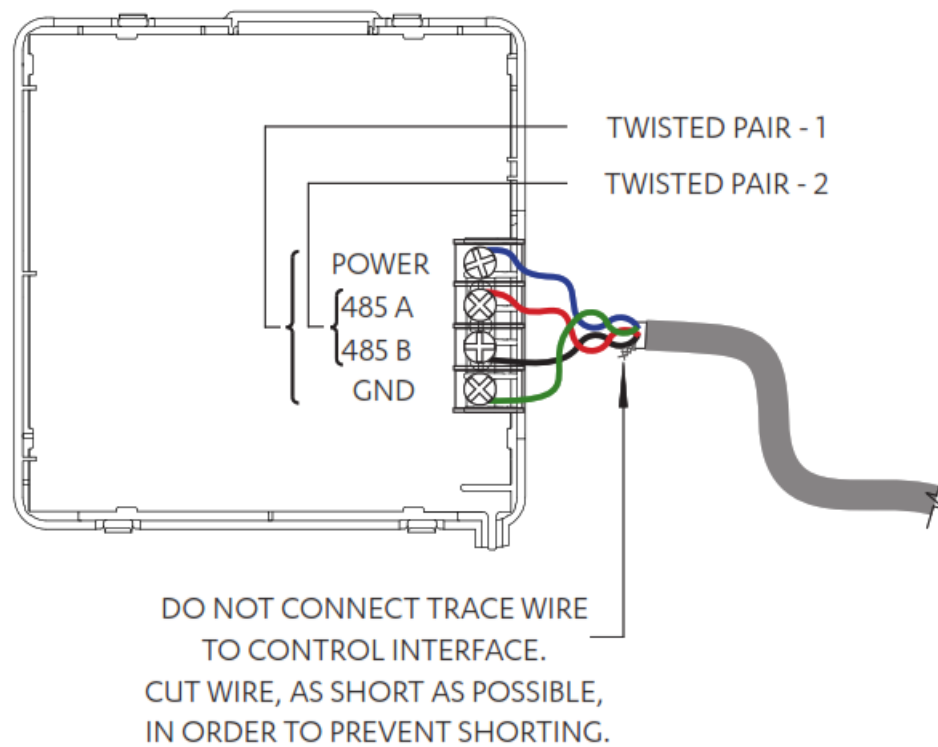 TWISTED PAIR - 1
TWISTED PAIR - 2
POWER
485 A
485 B
GND
DO NOT CONNECT TRACE WIRE
TO CONTROL INTERFACE.
CUT WIRE, AS SHORT AS POSSIBLE,
IN ORDER TO PREVENT SHORTING.